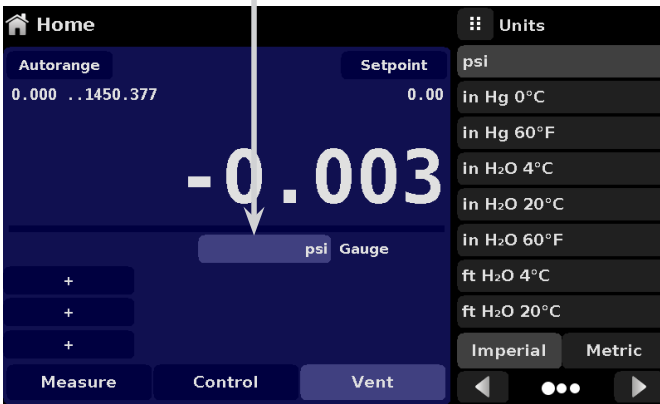 Home
Autorange
Setpoint
0.000 ..1450.377
0.00
-0.003
psi Gauge
+
+
+
Measure Control Vent
Units
psi
in Hg 0°C
in Hg 60°F
in H₂O 4°C
in H₂O 20°C
in H₂O 60°F
ft H₂O 4°C
ft H₂O 20°C
Imperial Metric